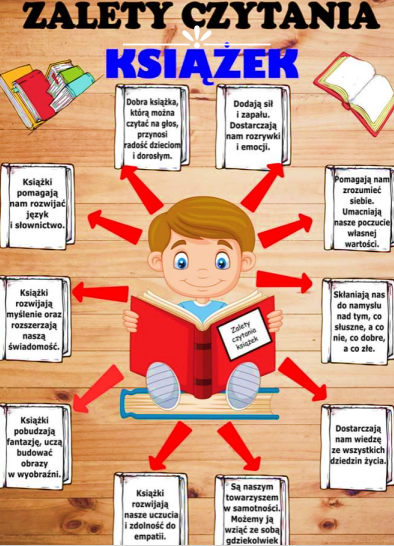 ZALETY CZYTANIA
KSIĄŻEK
Dobra książka,
którą można
czytać na głos,
przynosi
radość dzieciom
i dorosłym.
Dodają sił
i zapału.
Dostarczają
nam rozrywki
i emocji.
Książki
pomagają
nam rozwijać
język
i słownictwo.
Pomagają nam
zrozumieć
siebie.
Umacniają
nasze poczucie
własnej
wartości.
Książki
rozwijają
myślenie oraz
rozszerzają
naszą
świadomość.
Zalety
czytania
książek
Skłaniają nas
do namysłu
nad tym, co
słuszne, a co
nie, co dobre,
a co złe.
Książki
pobudzają
fantazję, uczą
budować
obrazy
w wyobraźni.
Dostarczają
nam wiedzę
ze wszystkich
dziedzin życia.
Książki
rozwijają
nasze uczucia
i zdolność do
empatii.
Są naszym
towarzyszem
w samotności.
Możemy ją
wziąć ze sobą
gdziekolwiek